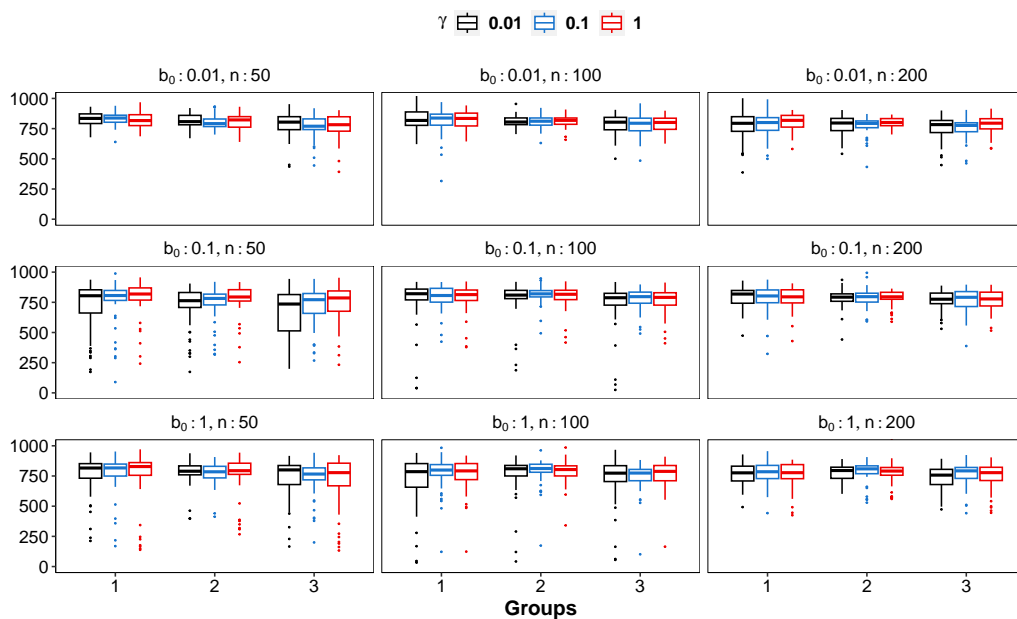 γ 0.01 0.1 1
b₀ : 0.01, n : 50 b₀ : 0.01, n : 100 b₀ : 0.01, n : 200
1000
750
500
250
0
b₀ : 0.1, n : 50 b₀ : 0.1, n : 100 b₀ : 0.1, n : 200
1000
750
500
250
0
b₀ : 1, n : 50 b₀ : 1, n : 100 b₀ : 1, n : 200
1000
750
500
250
0
1 2 3 1 2 3 1 2 3
Groups